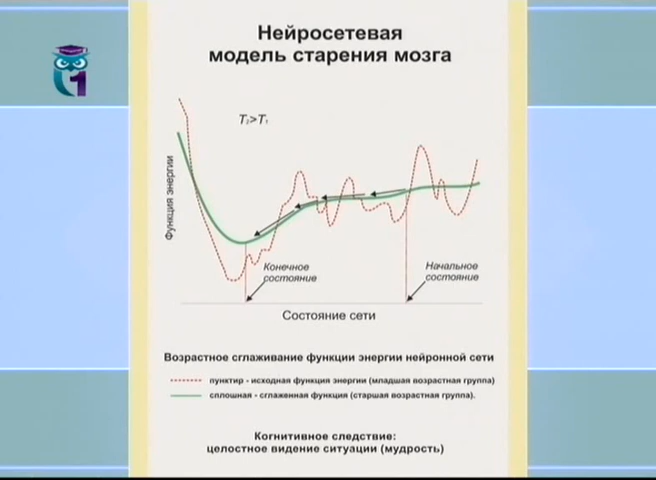 Нейросетевая
модель старения мозга
1
T₂>T₁
Функция энергии
Конечное
состояние
Начальное
состояние
Состояние сети
Возрастное сглаживание функции энергии нейронной сети
пунктир - исходная функция энергии (младшая возрастная группа)
сплошная - сглаженная функция (старшая возрастная группа).
Когнитивное следствие:
целостное видение ситуации (мудрость)